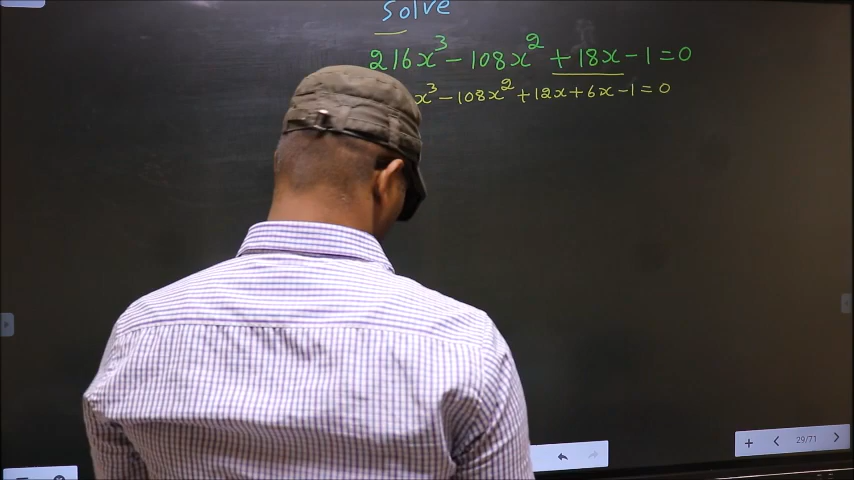 Solve
216x³ - 108x² + 18x - 1 = 0
x³ - 108x² + 12x + 6x - 1 = 0
29/71